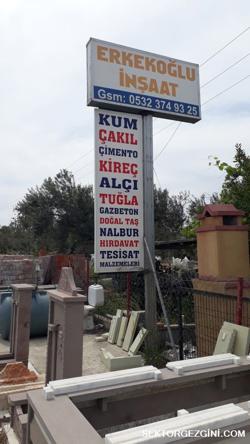 ERKEKOĞLU
İNŞAAT
Gsm: 0532 374 93 25
KUM
ÇAKIL
ÇİMENTO
KİREÇ
ALÇI
TUĞLA
GAZBETON
DOĞAL TAŞ
NALBUR
HIRDAVAT
TESİSAT
MALZEMELERİ
SEKTORGEZGINI.COM